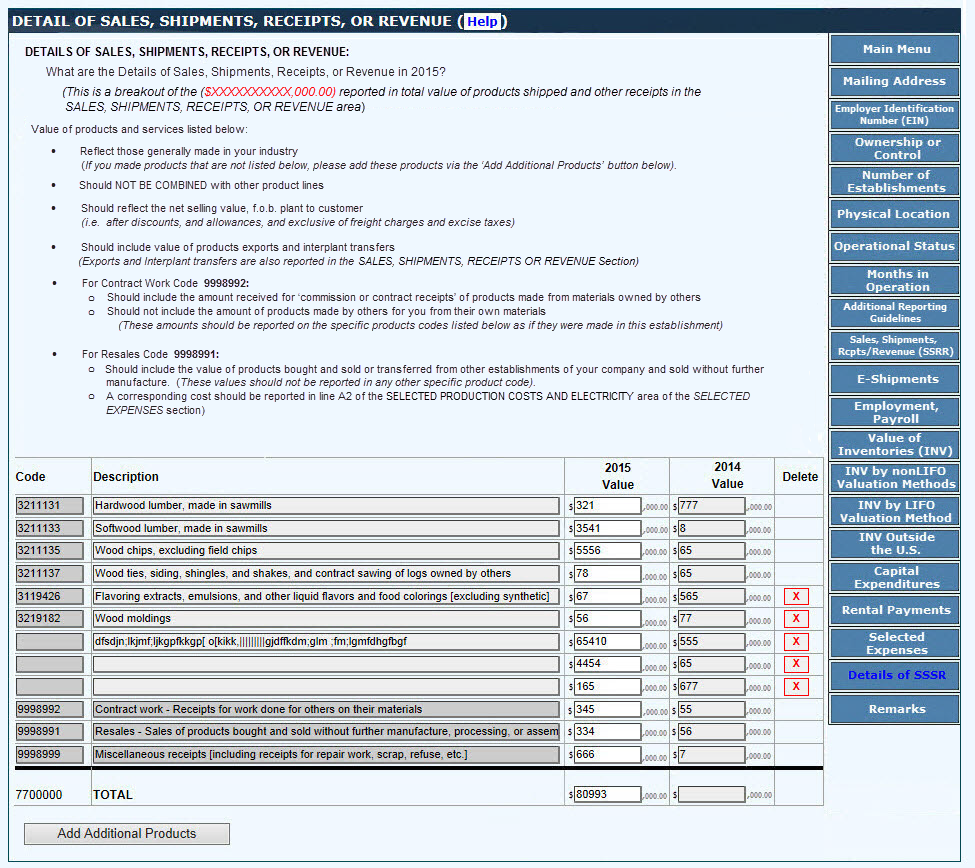 DETAIL OF SALES, SHIPMENTS, RECEIPTS, OR REVENUE (Help)
DETAILS OF SALES, SHIPMENTS, RECEIPTS, OR REVENUE:
What are the Details of Sales, Shipments, Receipts, or Revenue in 2015?
(This is a breakout of the ($XXXXXXXXXX,000.00) reported in total value of products shipped and other receipts in the
SALES, SHIPMENTS, RECEIPTS, OR REVENUE area)
Value of products and services listed below:
• Reflect those generally made in your industry
(If you made products that are not listed below, please add these products via the 'Add Additional Products' button below).
• Should NOT BE COMBINED with other product lines
• Should reflect the net selling value, f.o.b. plant to customer
(i.e. after discounts, and allowances, and exclusive of freight charges and excise taxes)
• Should include value of products exports and interplant transfers
(Exports and Interplant transfers are also reported in the SALES, SHIPMENTS, RECEIPTS OR REVENUE Section)
• For Contract Work Code 9998992:
o Should include the amount received for 'commission or contract receipts' of products made from materials owned by others
o Should not include the amount of products made by others for you from their own materials
(These amounts should be reported on the specific products codes listed below as if they were made in this establishment)
• For Resales Code 9998991:
o Should include the value of products bought and sold or transferred from other establishments of your company and sold without further
manufacture. (These values should not be reported in any other specific product code).
o A corresponding cost should be reported in line A2 of the SELECTED PRODUCTION COSTS AND ELECTRICITY area of the SELECTED
EXPENSES section)
Code Description 2015 Value 2014 Value Delete
3211131 Hardwood lumber, made in sawmills $321 ,000.00 $777 ,000.00
3211133 Softwood lumber, made in sawmills $3541 ,000.00 $8 ,000.00
3211135 Wood chips, excluding field chips $5556 ,000.00 $65 ,000.00
3211137 Wood ties, siding, shingles, and shakes, and contract sawing of logs owned by others $78 ,000.00 $65 ,000.00
3119426 Flavoring extracts, emulsions, and other liquid flavors and food colorings [excluding synthetic] $67 ,000.00 $565 ,000.00 X
3219182 Wood moldings $56 ,000.00 $77 ,000.00 X
dfsdjn;lkjmf;ljkgpfkkgp[ o[kikk,|||||||||gjdffkdm;glm ;fm;lgmfdhgfbgf $65410 ,000.00 $555 ,000.00 X
$4454 ,000.00 $65 ,000.00 X
$165 ,000.00 $677 ,000.00 X
9998992 Contract work - Receipts for work done for others on their materials $345 ,000.00 $55 ,000.00
9998991 Resales - Sales of products bought and sold without further manufacture, processing, or assem $334 ,000.00 $56 ,000.00
9998999 Miscellaneous receipts [including receipts for repair work, scrap, refuse, etc.] $666 ,000.00 $7 ,000.00
7700000 TOTAL $80993 ,000.00 $ ,000.00
Add Additional Products
Main Menu
Mailing Address
Employer Identification
Number (EIN)
Ownership or
Control
Number of
Establishments
Physical Location
Operational Status
Months in
Operation
Additional Reporting
Guidelines
Sales, Shipments,
Rcpts/Revenue (SSRR)
E-Shipments
Employment,
Payroll
Value of
Inventories (INV)
INV by nonLIFO
Valuation Methods
INV by LIFO
Valuation Method
INV Outside
the U.S.
Capital
Expenditures
Rental Payments
Selected
Expenses
Details of SSSR
Remarks